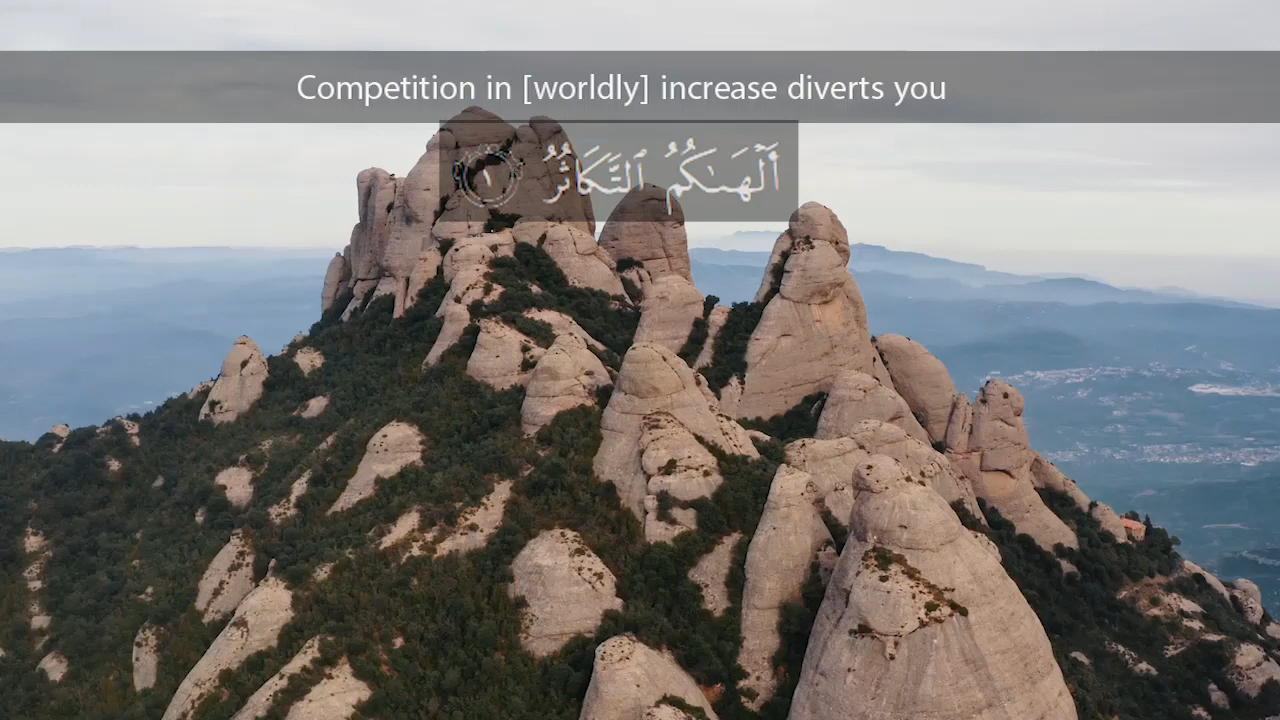 Competition in [worldly] increase diverts you
أَلْهَىٰكُمُ ٱلتَّكَاثُرُ ١